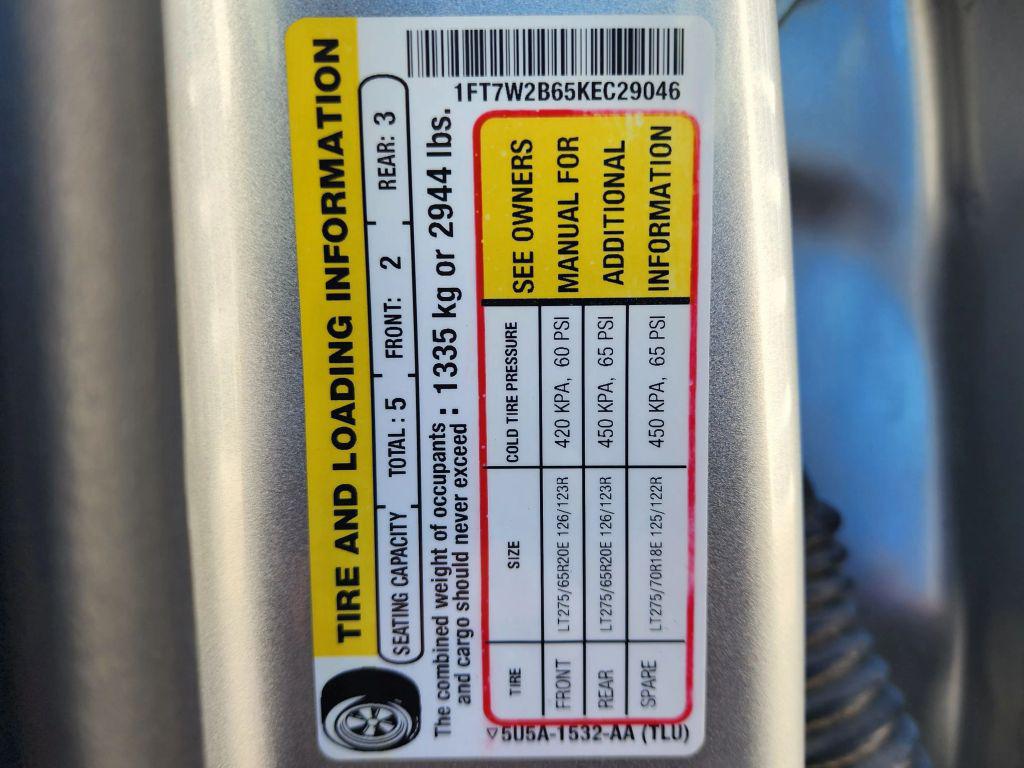 TIRE AND LOADING INFORMATION
SEATING CAPACITY TOTAL : 5 FRONT: 2 REAR: 3
The combined weight of occupants
and cargo should never exceed : 1335 kg or 2944 lbs.
1FT7W2B65KEC29046
TIRE SIZE COLD TIRE PRESSURE
FRONT LT275/65R20E 126/123R 420 KPA, 60 PSI
REAR LT275/65R20E 126/123R 450 KPA, 65 PSI
SPARE LT275/70R18E 125/122R 450 KPA, 65 PSI
SEE OWNERS
MANUAL FOR
ADDITIONAL
INFORMATION
5U5A-1532-AA (TLU)